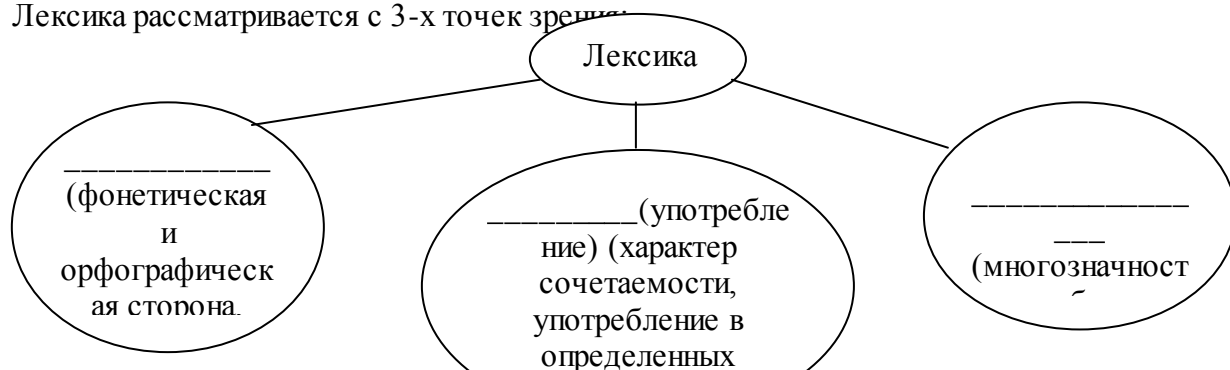 Лексика рассматривается с 3-х точек зрения:
Лексика
____________
(фонетическая
и
орфографическ
ая сторона,
_________(употребле
ние) (характер
сочетаемости,
употребление в
определенных
_____________
___
(многозначност